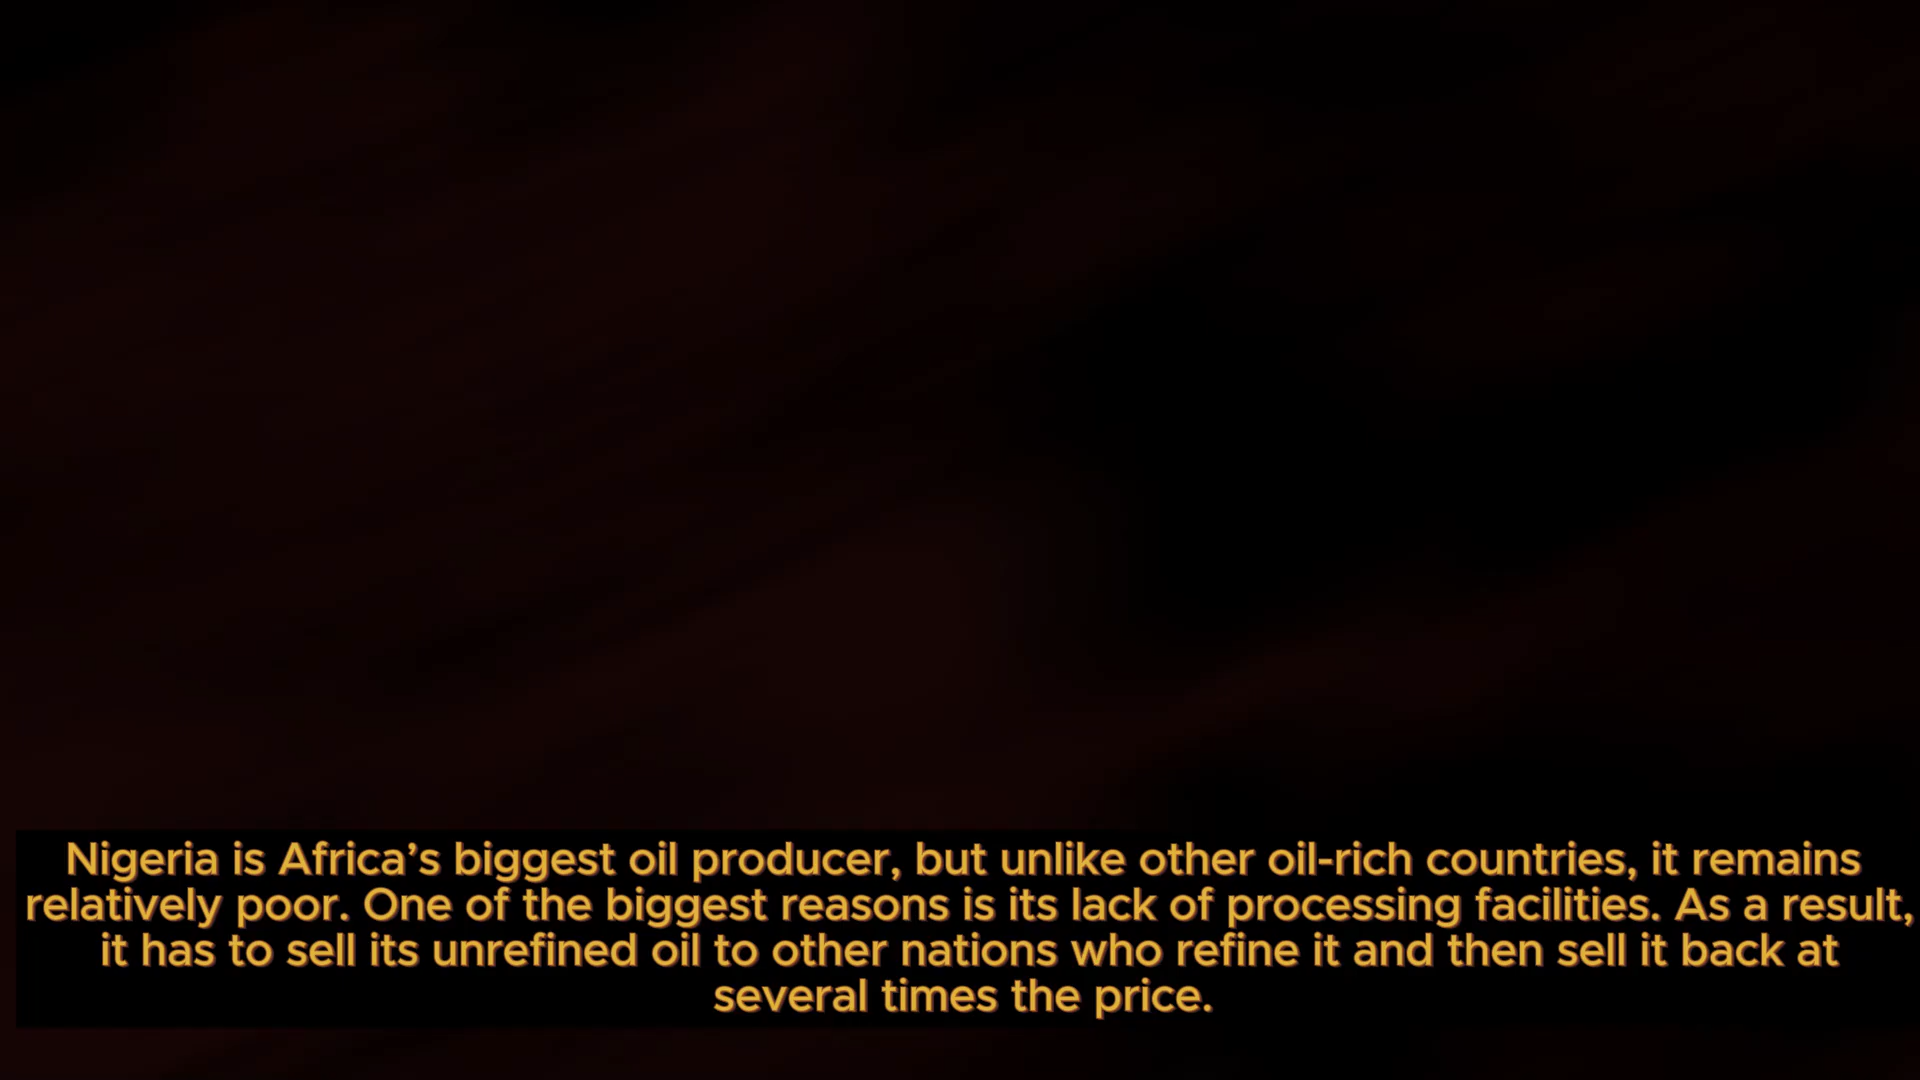 Nigeria is Africa’s biggest oil producer, but unlike other oil-rich countries, it remains
relatively poor. One of the biggest reasons is its lack of processing facilities. As a result,
it has to sell its unrefined oil to other nations who refine it and then sell it back at
several times the price.